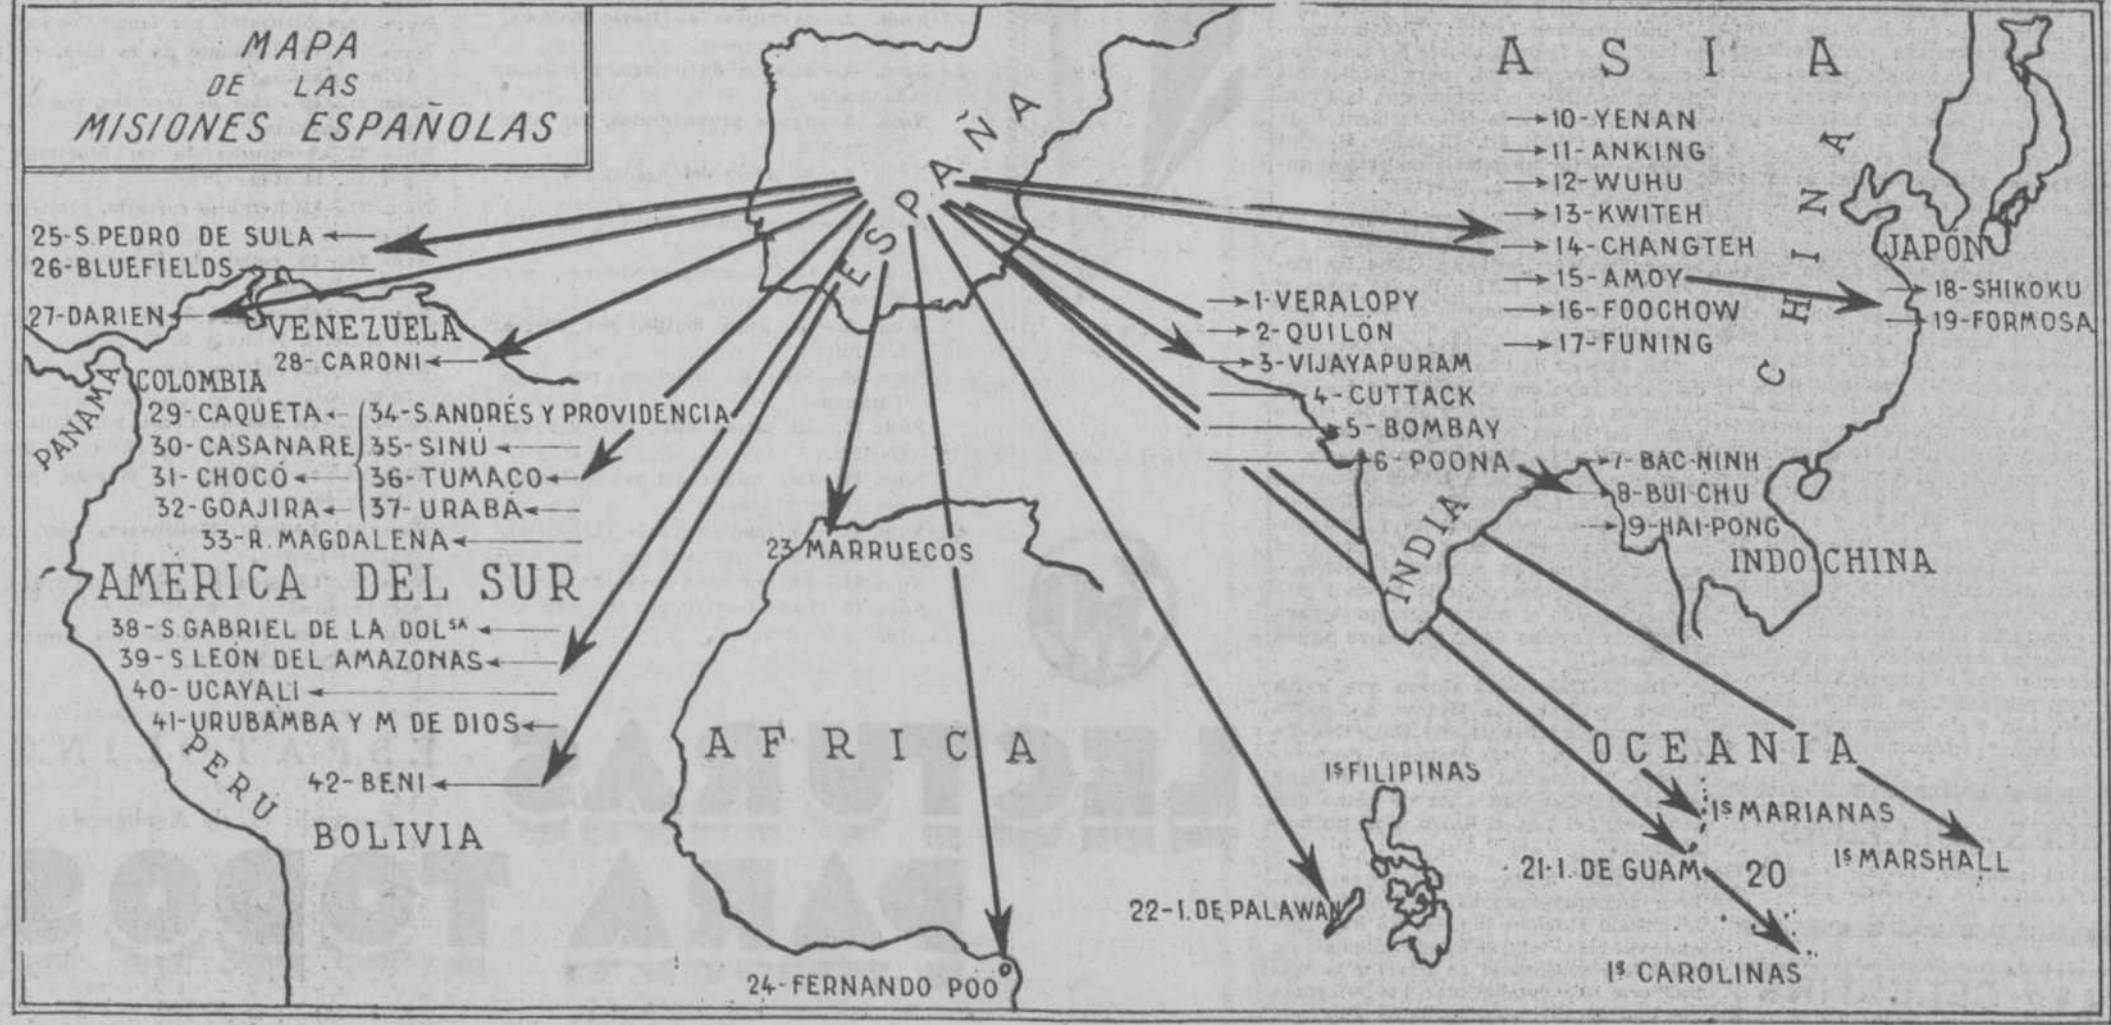 MAPA
DE LAS
MISIONES ESPAÑOLAS
ESPAÑA
ASIA
10-YENAN
11-ANKING
12-WUHU
13-KWITEH
14-CHANGTEH
15-AMOY
16-FOOCHOW
17-FUNING
CHINA
JAPÓN
18-SHIKOKU
19-FORMOSA
25-S.PEDRO DE SULA
26-BLUEFIELDS
27-DARIEN
VENEZUELA
28-CARONI
PANAMA
COLOMBIA
29-CAQUETA
30-CASANARE
31-CHOCÓ
32-GOAJIRA
33-R.MAGDALENA
34-S.ANDRÉS Y PROVIDENCIA
35-SINÚ
36-TUMACO
37-URABÁ
AMERICA DEL SUR
38-S.GABRIEL DE LA DOLSA
39-S.LEÓN DEL AMAZONAS
40-UCAYALI
41-URUBAMBA Y M DE DIOS
PERÚ
42-BENI
BOLIVIA
1-VERALOPY
2-QUILÓN
3-VIJAYAPURAM
4-CUTTACK
5-BOMBAY
6-POONA
7-BAC-NINH
8-BUI-CHU
9-HAI-PONG
INDIA
INDO CHINA
23 MARRUECOS
AFRICA
24-FERNANDO POO
OCEANIA
IS FILIPINAS
22-I.DE PALAWAN
IS MARIANAS
21-I.DE GUAM
20
IS MARSHALL
IS CAROLINAS